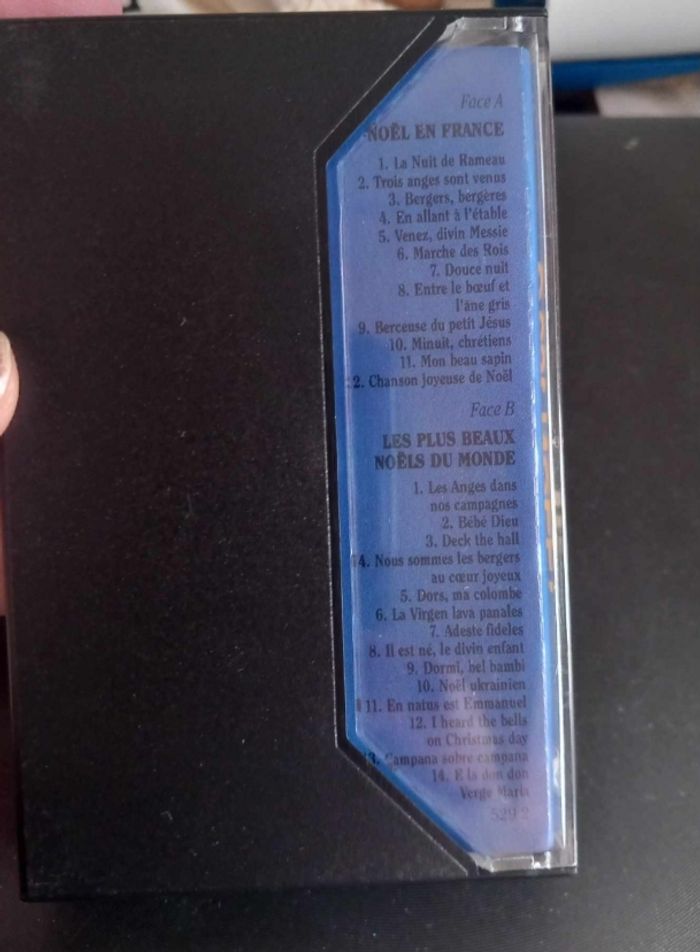 Face A
NOËL EN FRANCE
1. La Nuit de Rameau
2. Trois anges sont venus
3. Bergers, bergères
4. En allant à l'étable
5. Venez, divin Messie
6. Marche des Rois
7. Douce nuit
8. Entre le bœuf et
l'âne gris
9. Berceuse du petit Jésus
10. Minuit, chrétiens
11. Mon beau sapin
12. Chanson joyeuse de Noël
Face B
LES PLUS BEAUX
NOËLS DU MONDE
1. Les Anges dans
nos campagnes
2. Bébé Dieu
3. Deck the hall
4. Nous sommes les bergers
au cœur joyeux
5. Dors, ma colombe
6. La Virgen lava panales
7. Adeste fideles
8. Il est né, le divin enfant
9. Dormi, bel bambi
10. Noël ukrainien
11. En natus est Emmanuel
12. I heard the bells
on Christmas day
13. Campana sobre campana
14. E la don don
Verge Maria
529 2